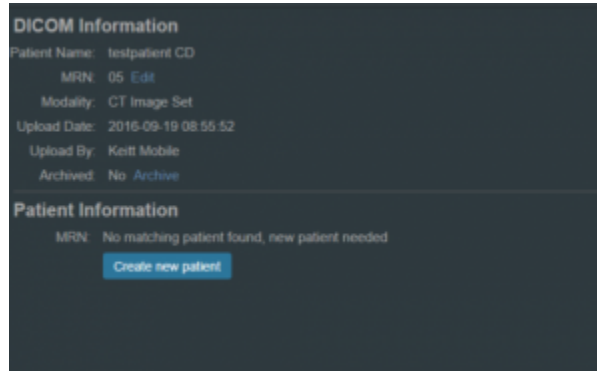 DICOM Information
Patient Name: testpatient CD
MRN: 05 Edit
Modality: CT Image Set
Upload Date: 2016-09-19 08:55:52
Upload By: Keitt Mobile
Archived: No Archive
Patient Information
MRN: No matching patient found, new patient needed
Create new patient